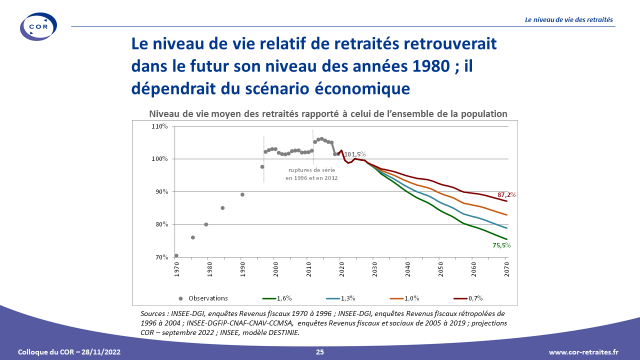 COR
Le niveau de vie des retraités
Le niveau de vie relatif de retraités retrouverait
dans le futur son niveau des années 1980 ; il
dépendrait du scénario économique
Niveau de vie moyen des retraités rapporté à celui de l'ensemble de la population
110%
100%
90%
80%
70%
101,5%
ruptures de série
en 1996 et en 2012
87,2%
75,5%
1970 1980 1990 2000 2010 2020 2030 2040 2050 2060 2070
Observations 1,6% 1,3% 1,0% 0,7%
Sources : INSEE-DGI, enquêtes Revenus fiscaux 1970 à 1996 ; INSEE-DGI, enquêtes Revenus fiscaux rétropolées de
1996 à 2004 ; INSEE-DGFIP-CNAF-CNAV-CCMSA, enquêtes Revenus fiscaux et sociaux de 2005 à 2019 ; projections
COR – septembre 2022 ; INSEE, modèle DESTINIE.
Colloque du COR – 28/11/2022
25
www.cor-retraites.fr